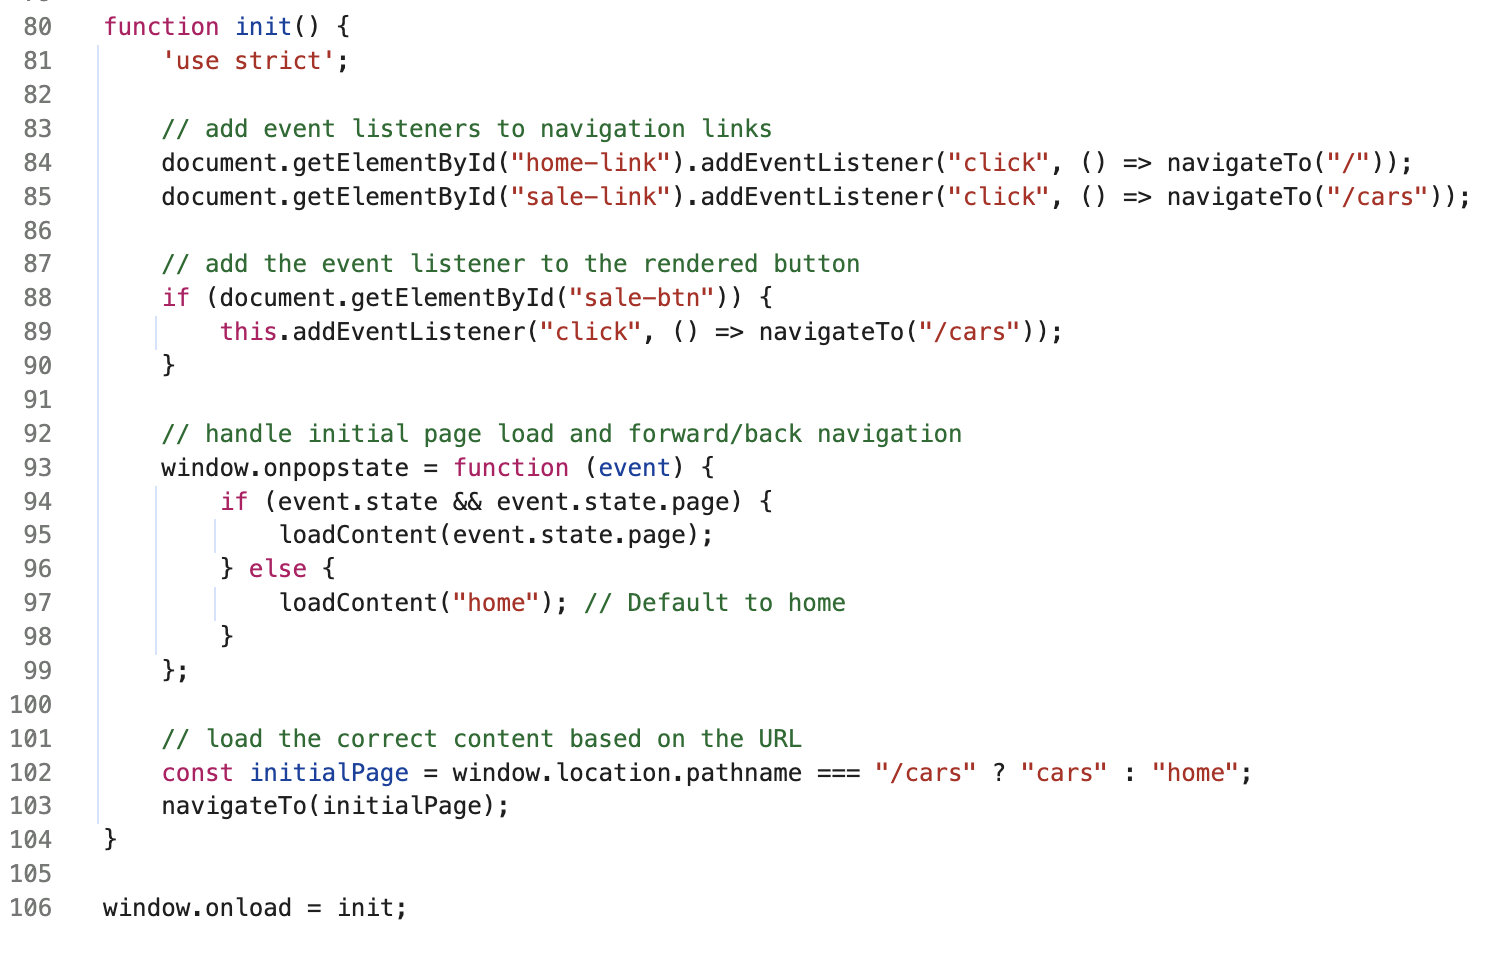 80 function init() {
81 'use strict';
82
83 // add event listeners to navigation links
84 document.getElementById("home-link").addEventListener("click", () => navigateTo("/"));
85 document.getElementById("sale-link").addEventListener("click", () => navigateTo("/cars"));
86
87 // add the event listener to the rendered button
88 if (document.getElementById("sale-btn")) {
89 this.addEventListener("click", () => navigateTo("/cars"));
90 }
91
92 // handle initial page load and forward/back navigation
93 window.onpopstate = function (event) {
94 if (event.state && event.state.page) {
95 loadContent(event.state.page);
96 } else {
97 loadContent("home"); // Default to home
98 }
99 };
100
101 // load the correct content based on the URL
102 const initialPage = window.location.pathname === "/cars" ? "cars" : "home";
103 navigateTo(initialPage);
104 }
105
106 window.onload = init;